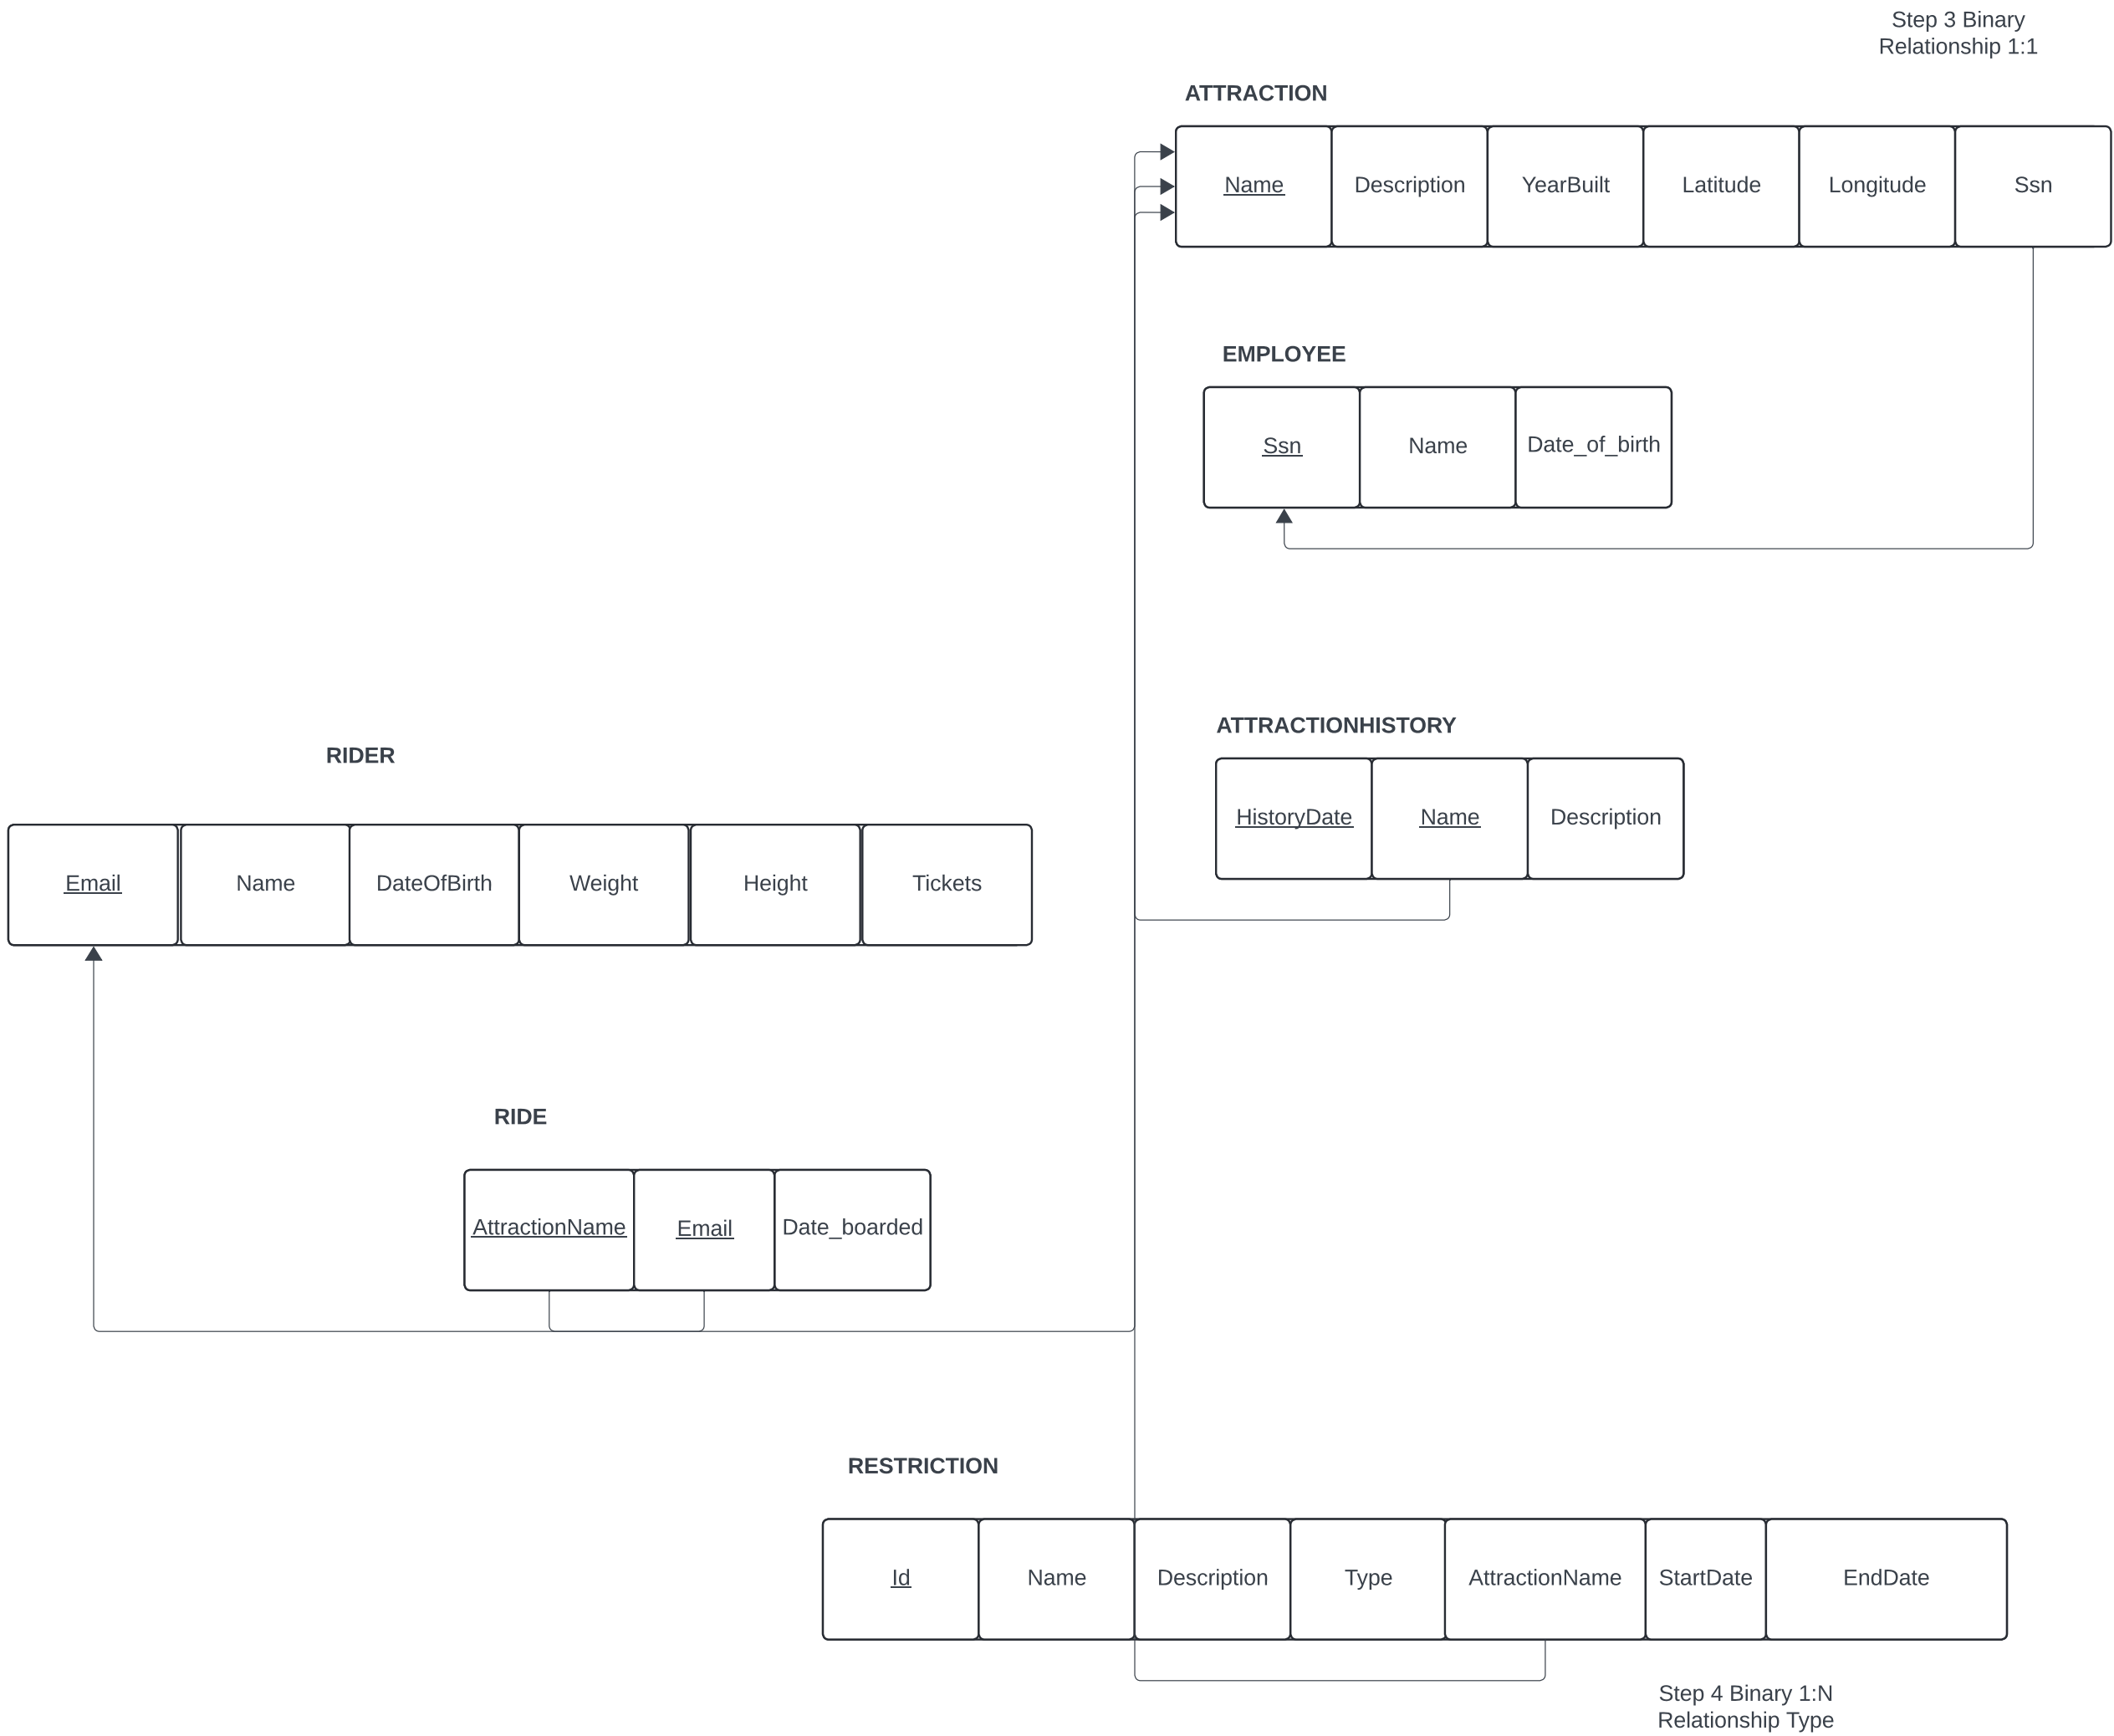 Step 3 Binary
Relationship 1:1
ATTRACTION
Name Description YearBuilt Latitude Longitude Ssn
EMPLOYEE
Ssn Name Date_of_birth
ATTRACTIONHISTORY
HistoryDate Name Description
RIDER
Email Name DateOfBirth Weight Height Tickets
RIDE
AttractionName Email Date_boarded
RESTRICTION
Id Name Description Type AttractionName StartDate EndDate
Step 4 Binary 1:N
Relationship Type